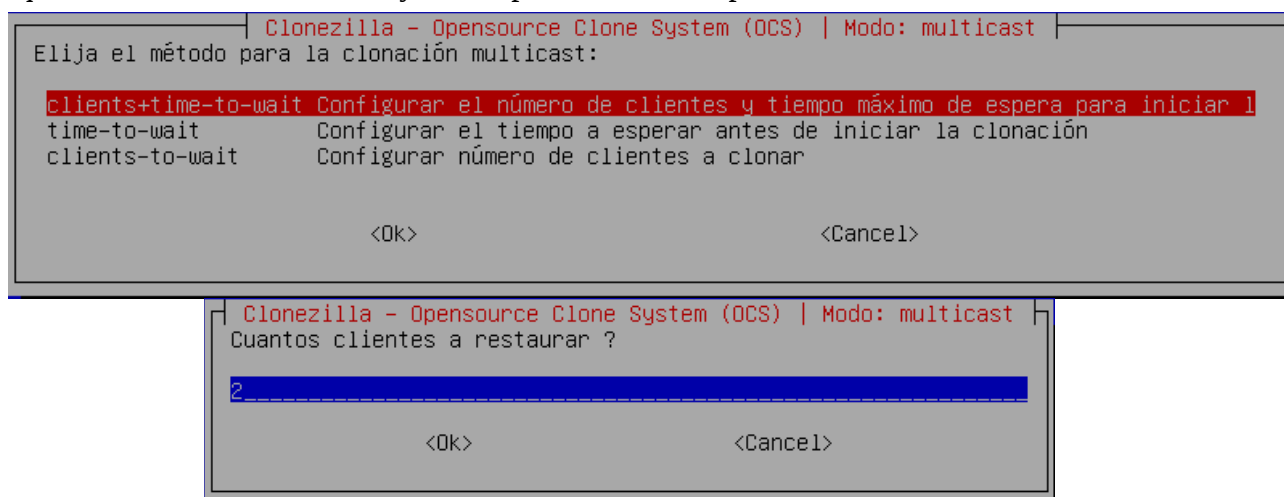 Clonezilla - Opensource Clone System (OCS) | Modo: multicast
Elija el método para la clonación multicast:
clients+time-to-wait Configurar el número de clientes y tiempo máximo de espera para iniciar l
time-to-wait Configurar el tiempo a esperar antes de iniciar la clonación
clients-to-wait Configurar número de clientes a clonar
<Ok> <Cancel>
Clonezilla - Opensource Clone System (OCS) | Modo: multicast
Cuantos clientes a restaurar ?
2
<Ok> <Cancel>